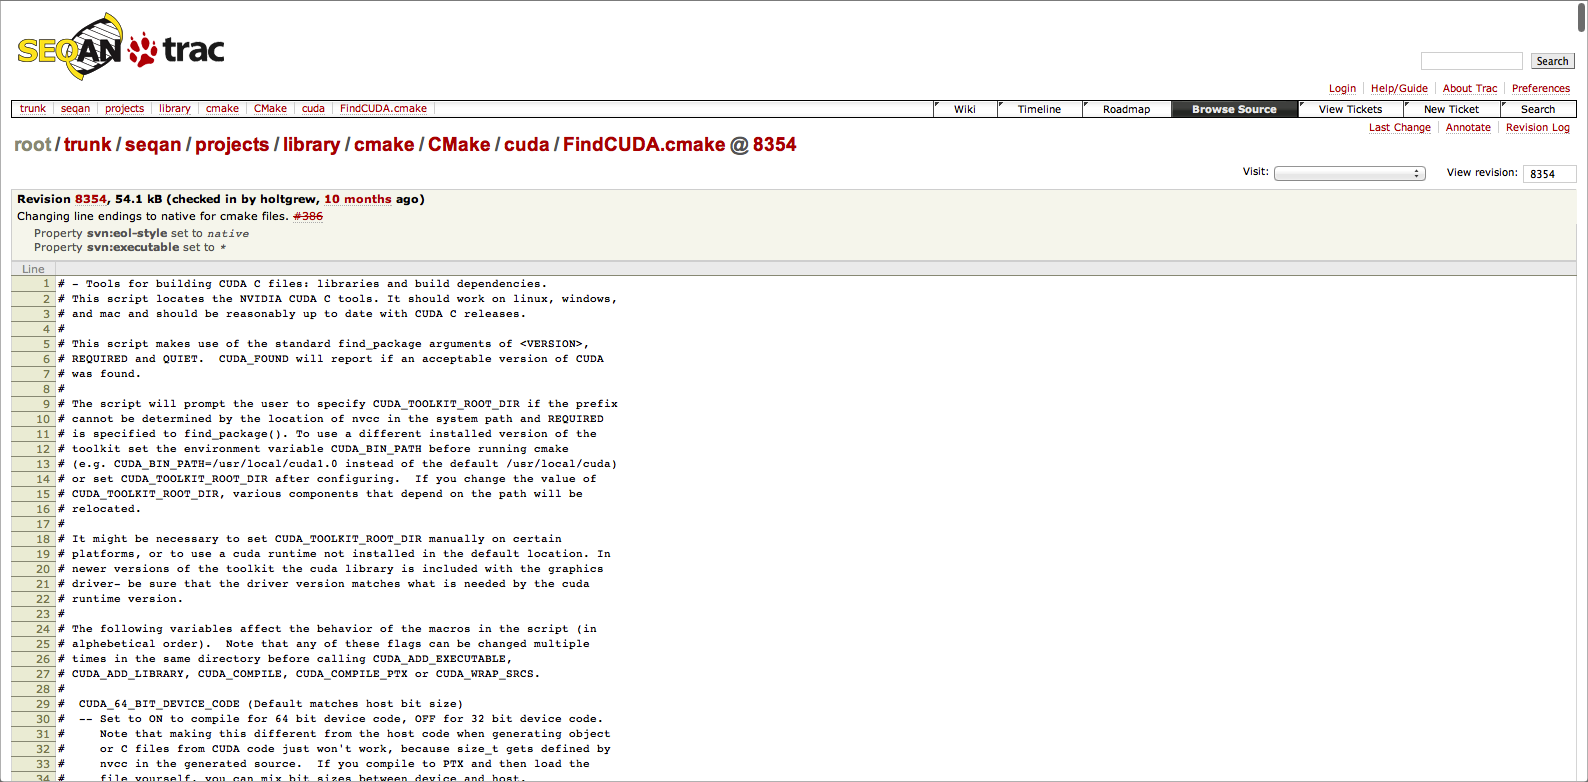 SEQAN trac
Search
Login Help/Guide About Trac Preferences
trunk seqan projects library cmake CMake cuda FindCUDA.cmake Wiki Timeline Roadmap Browse Source View Tickets New Ticket Search
Last Change Annotate Revision Log
root / trunk / seqan / projects / library / cmake / CMake / cuda / FindCUDA.cmake @ 8354
Visit: View revision: 8354
Revision 8354, 54.1 kB (checked in by holtgrew, 10 months ago)
Changing line endings to native for cmake files. #386
Property svn:eol-style set to native
Property svn:executable set to *
Line
1 # - Tools for building CUDA C files: libraries and build dependencies.
2 # This script locates the NVIDIA CUDA C tools. It should work on linux, windows,
3 # and mac and should be reasonably up to date with CUDA C releases.
4 #
5 # This script makes use of the standard find_package arguments of <VERSION>,
6 # REQUIRED and QUIET.  CUDA_FOUND will report if an acceptable version of CUDA
7 # was found.
8 #
9 # The script will prompt the user to specify CUDA_TOOLKIT_ROOT_DIR if the prefix
10 # cannot be determined by the location of nvcc in the system path and REQUIRED
11 # is specified to find_package(). To use a different installed version of the
12 # toolkit set the environment variable CUDA_BIN_PATH before running cmake
13 # (e.g. CUDA_BIN_PATH=/usr/local/cuda1.0 instead of the default /usr/local/cuda)
14 # or set CUDA_TOOLKIT_ROOT_DIR after configuring.  If you change the value of
15 # CUDA_TOOLKIT_ROOT_DIR, various components that depend on the path will be
16 # relocated.
17 #
18 # It might be necessary to set CUDA_TOOLKIT_ROOT_DIR manually on certain
19 # platforms, or to use a cuda runtime not installed in the default location. In
20 # newer versions of the toolkit the cuda library is included with the graphics
21 # driver- be sure that the driver version matches what is needed by the cuda
22 # runtime version.
23 #
24 # The following variables affect the behavior of the macros in the script (in
25 # alphebetical order).  Note that any of these flags can be changed multiple
26 # times in the same directory before calling CUDA_ADD_EXECUTABLE,
27 # CUDA_ADD_LIBRARY, CUDA_COMPILE, CUDA_COMPILE_PTX or CUDA_WRAP_SRCS.
28 #
29 #  CUDA_64_BIT_DEVICE_CODE (Default matches host bit size)
30 #  -- Set to ON to compile for 64 bit device code, OFF for 32 bit device code.
31 #     Note that making this different from the host code when generating object
32 #     or C files from CUDA code just won't work, because size_t gets defined by
33 #     nvcc in the generated source.  If you compile to PTX and then load the
34 #     file yourself, you can mix bit sizes between device and host.